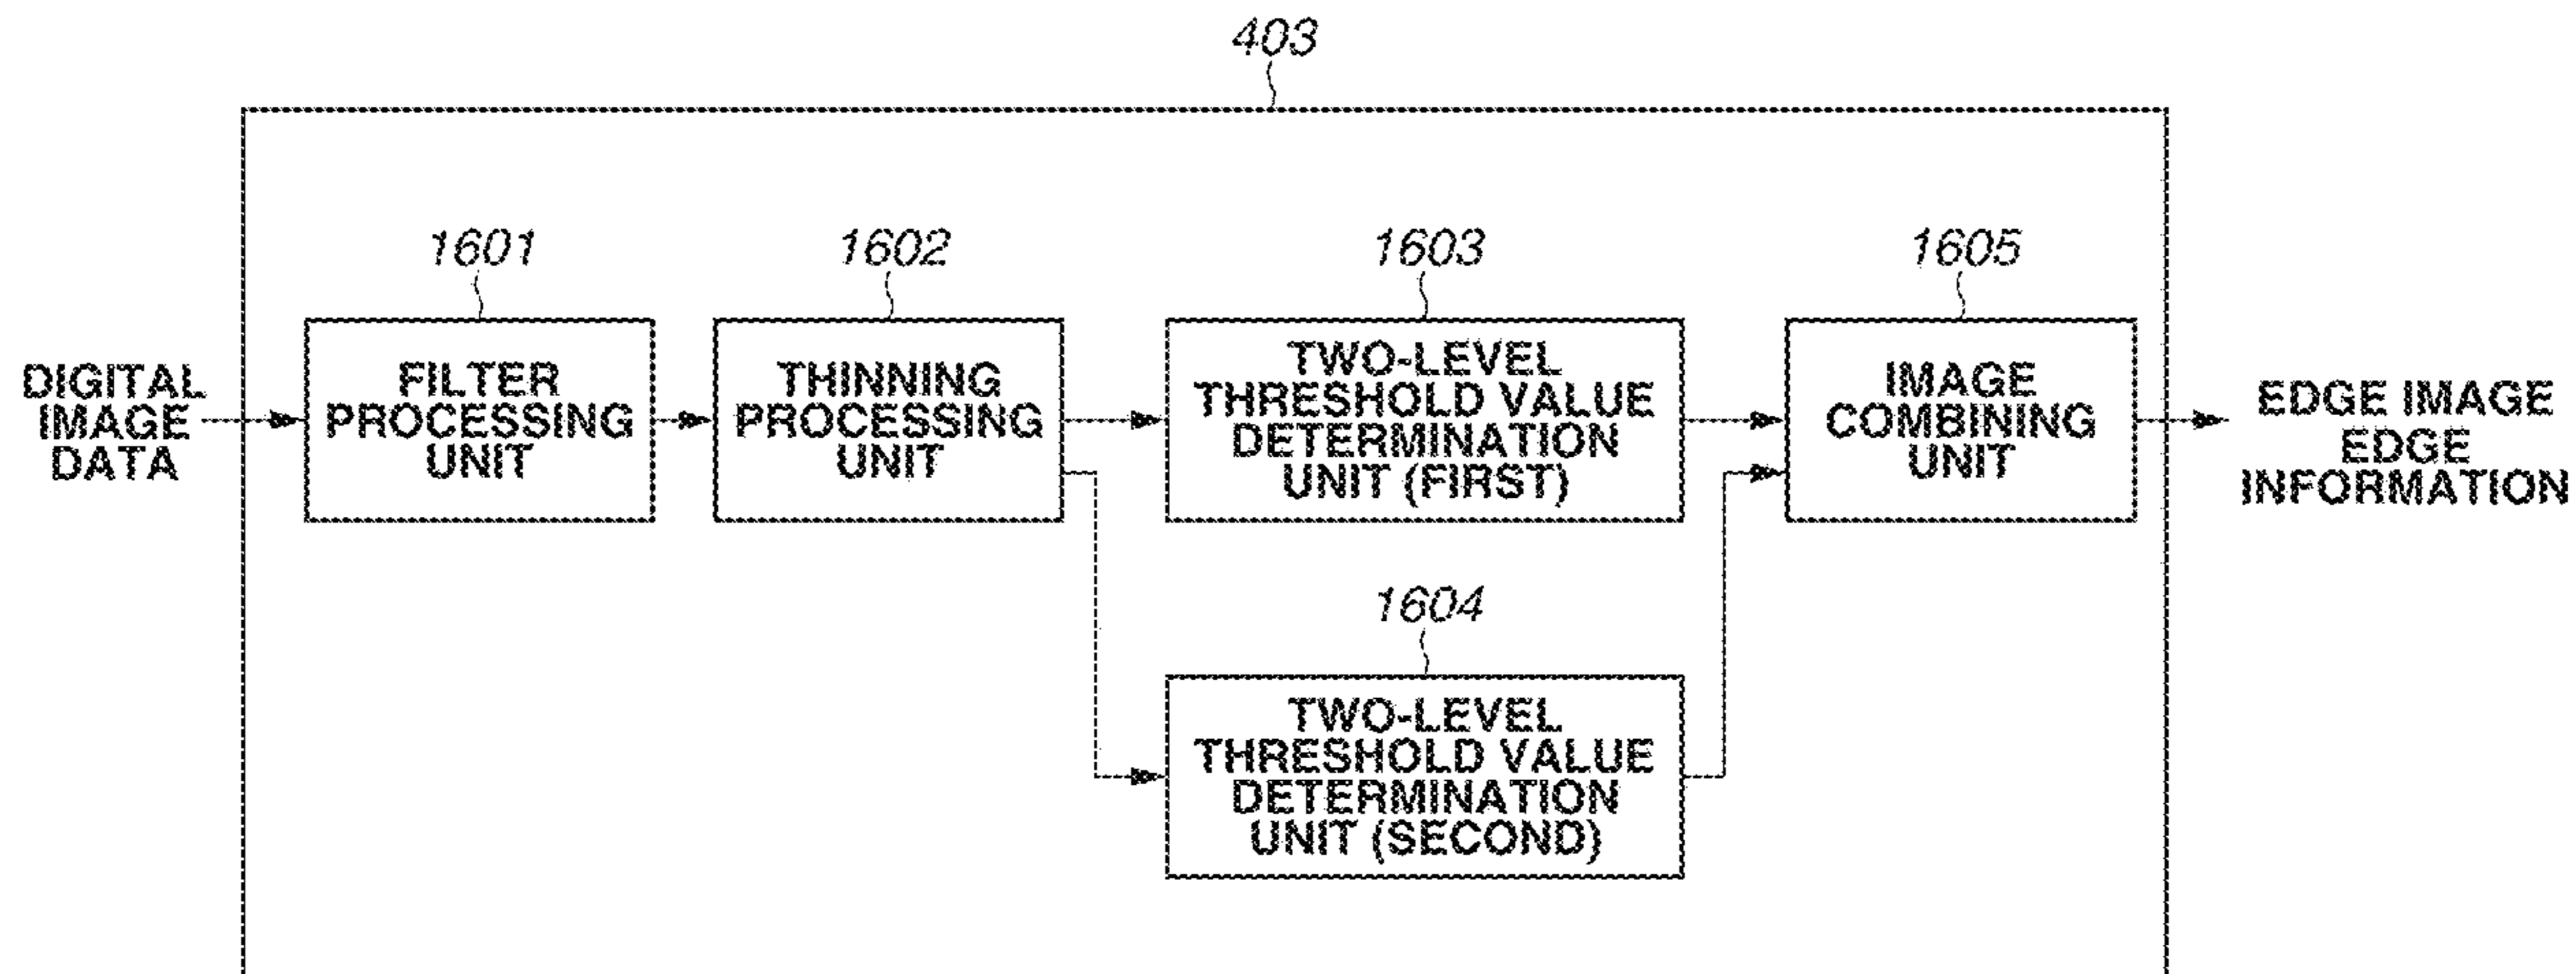 403
1601
1602
1603
1605
DIGITAL
IMAGE
DATA
FILTER
PROCESSING
UNIT
THINNING
PROCESSING
UNIT
TWO-LEVEL
THRESHOLD VALUE
DETERMINATION
UNIT (FIRST)
IMAGE
COMBINING
UNIT
EDGE IMAGE
EDGE
INFORMATION
1604
TWO-LEVEL
THRESHOLD VALUE
DETERMINATION
UNIT (SECOND)